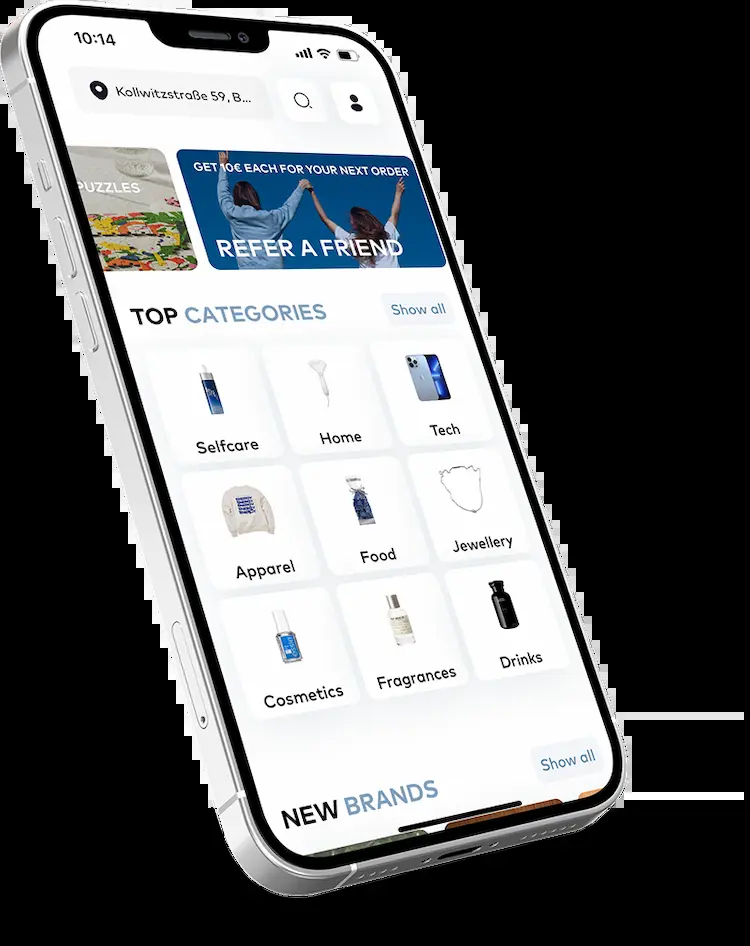 10:14
Kollwitzstraße 59, B...
PUZZLES
GET 10€ EACH FOR YOUR NEXT ORDER
REFER A FRIEND
TOP CATEGORIES
Show all
Selfcare
Home
Tech
Apparel
Food
Jewellery
Cosmetics
Fragrances
Drinks
NEW BRANDS
Show all